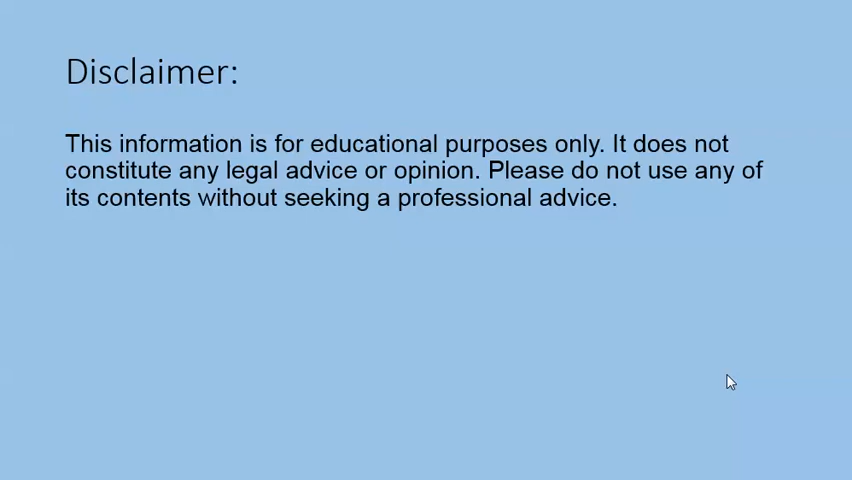 Disclaimer:
This information is for educational purposes only. It does not
constitute any legal advice or opinion. Please do not use any of
its contents without seeking a professional advice.